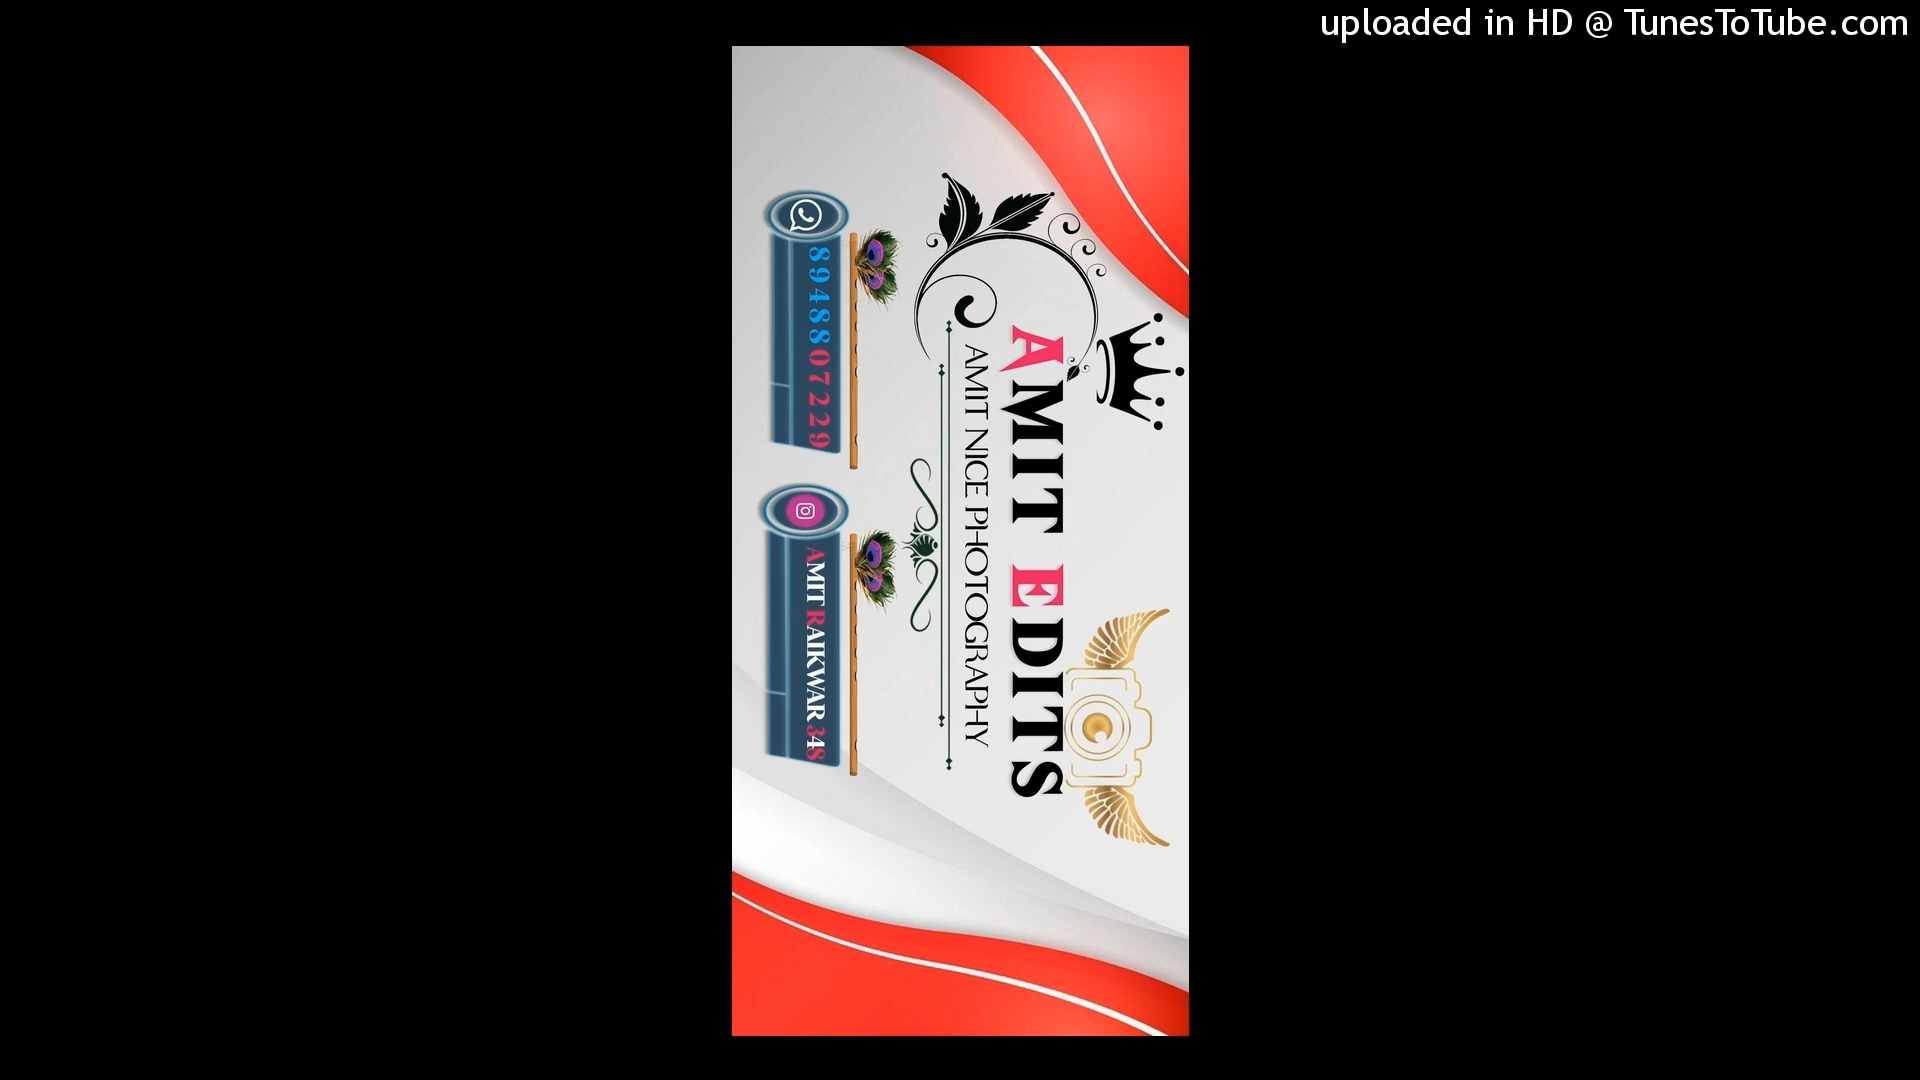 uploaded in HD @ TunesToTube.com
AMIT EDITS
AMIT NICE PHOTOGRAPHY
8948807229
AMIT RAIKWAR 348